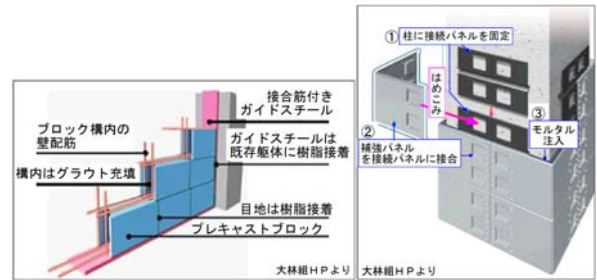 接合筋付き
ガイドスチール
ブロック構内の
壁配筋
ガイドスチールは
既存躯体に樹脂接着
構内はグラウト充填
目地は樹脂接着
プレキャストブロック
大林組HPより
① 柱に接続パネルを固定
はめこみ
③
モルタル
注入
②
補強パネル
を接続パネルに接合
大林組HPより